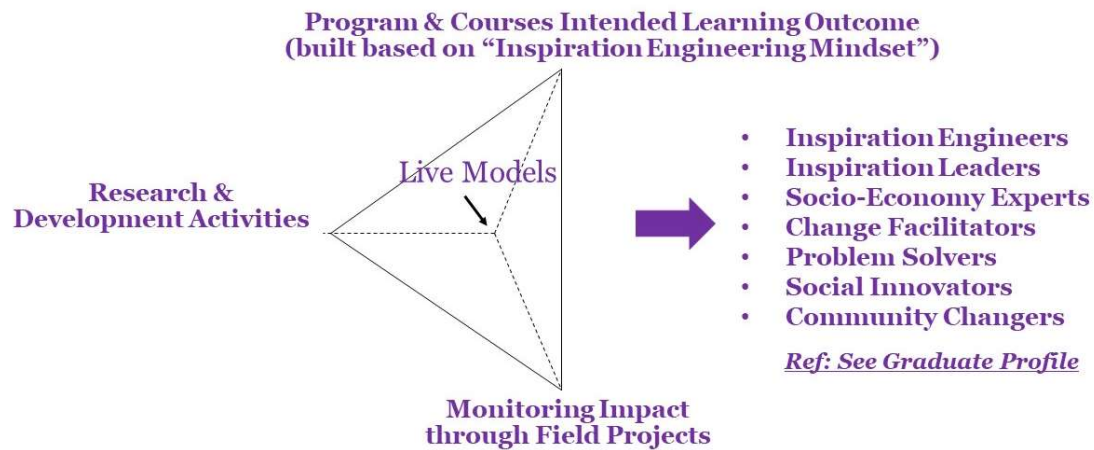 Program & Courses Intended Learning Outcome
(built based on “Inspiration Engineering Mindset”)
Live Models
Research &
Development Activities
• Inspiration Engineers
• Inspiration Leaders
• Socio-Economy Experts
• Change Facilitators
• Problem Solvers
• Social Innovators
• Community Changers
Ref: See Graduate Profile
Monitoring Impact
through Field Projects